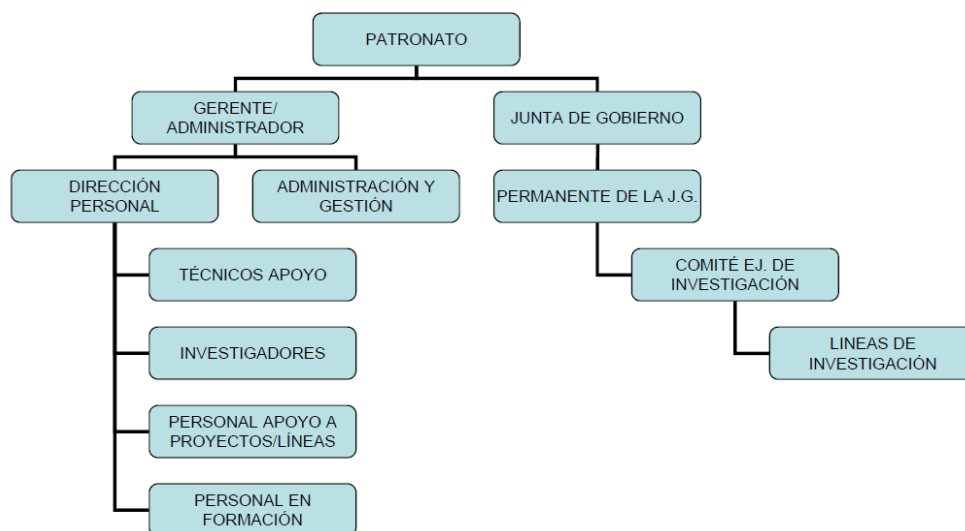 PATRONATO
GERENTE/
ADMINISTRADOR
JUNTA DE GOBIERNO
DIRECCIÓN
PERSONAL
ADMINISTRACIÓN Y
GESTIÓN
PERMANENTE DE LA J.G.
TÉCNICOS APOYO
COMITÉ EJ. DE
INVESTIGACIÓN
INVESTIGADORES
LINEAS DE
INVESTIGACIÓN
PERSONAL APOYO A
PROYECTOS/LÍNEAS
PERSONAL EN
FORMACIÓN